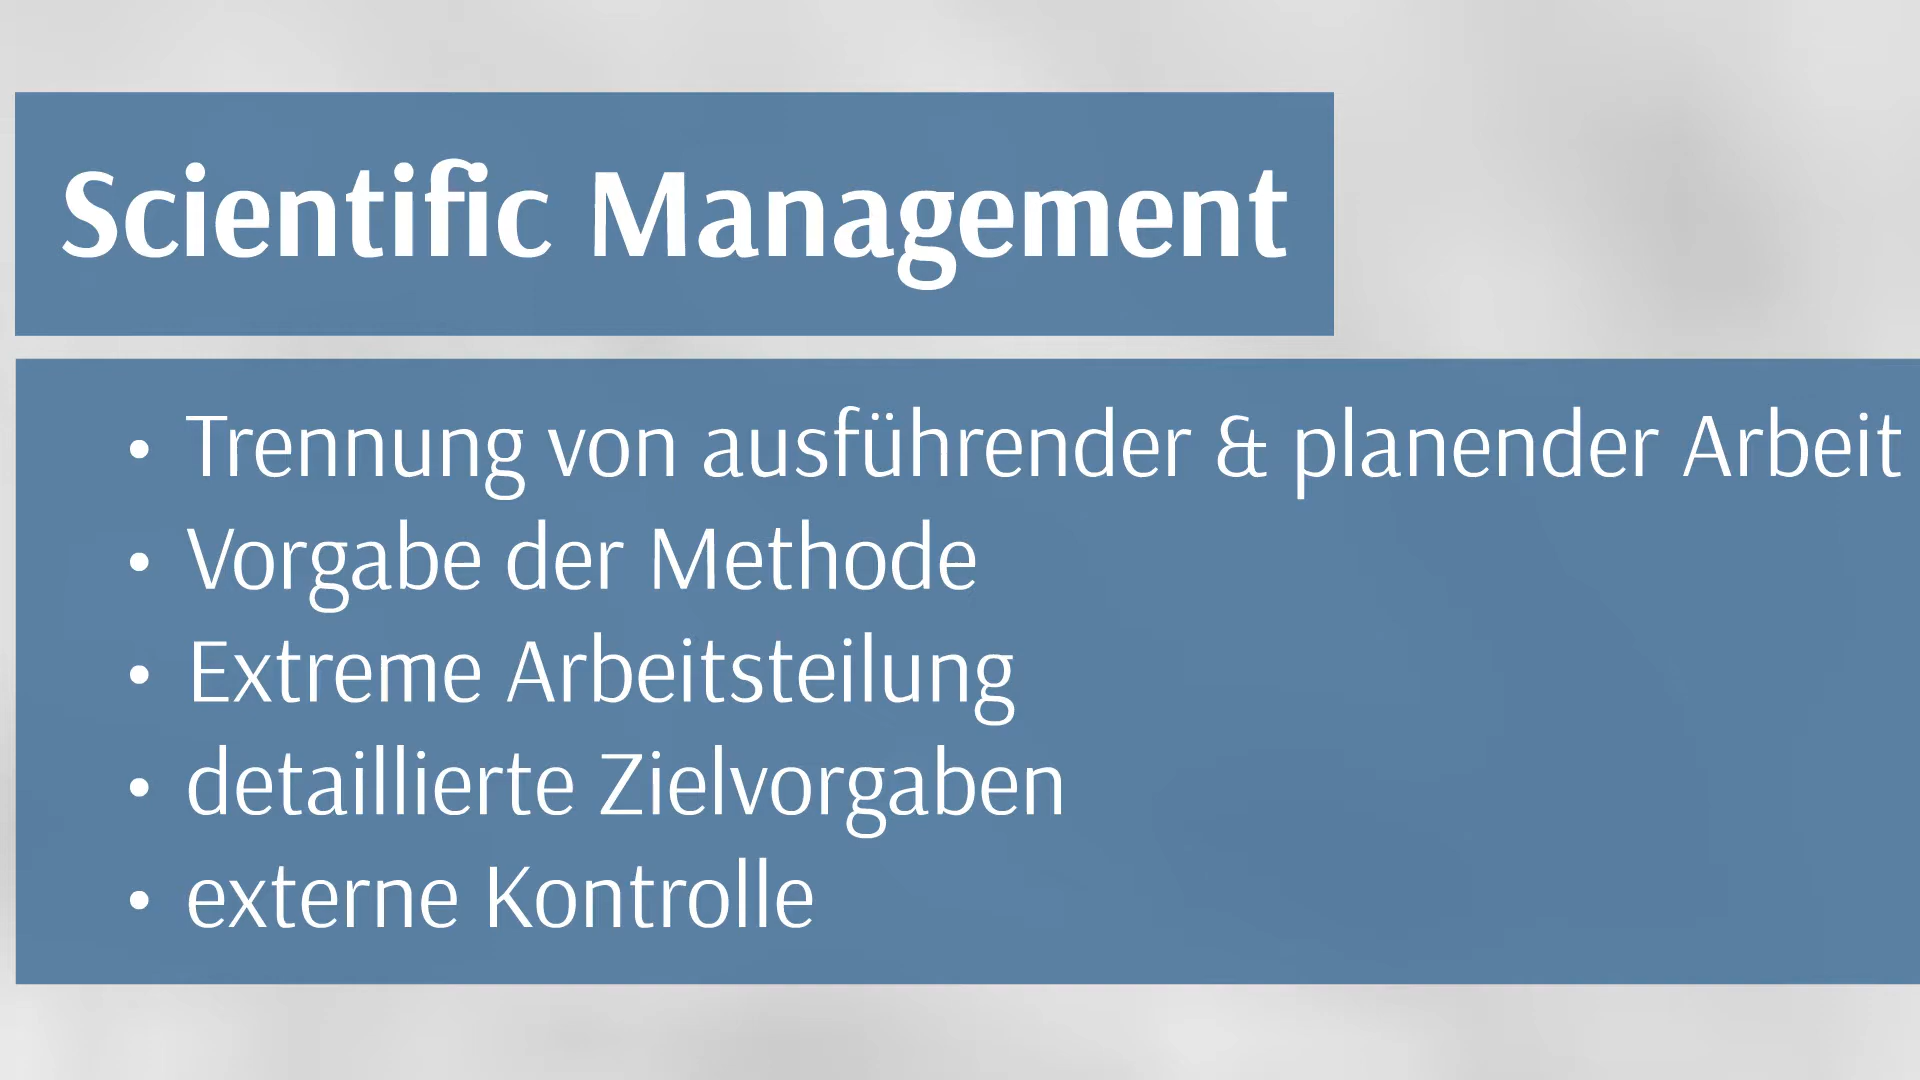 Scientific Management
• Trennung von ausführender & planender Arbeit
• Vorgabe der Methode
• Extreme Arbeitsteilung
• detaillierte Zielvorgaben
• externe Kontrolle